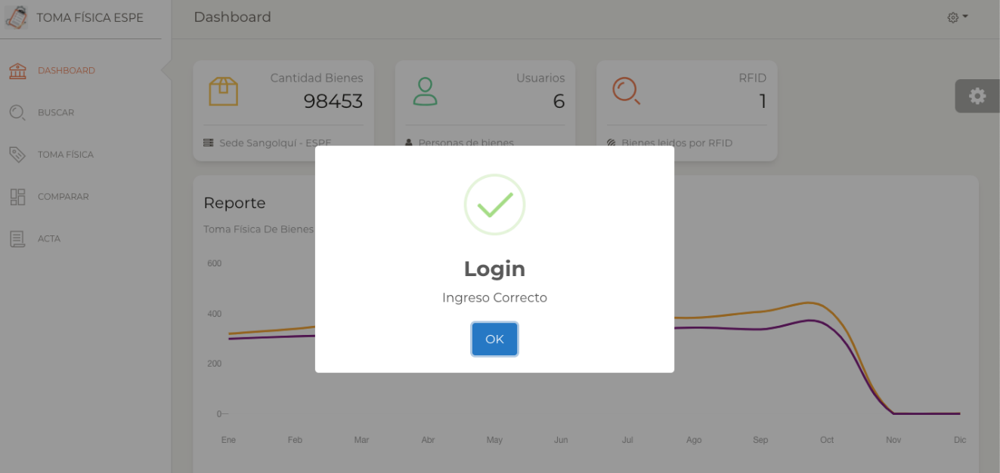 TOMA FÍSICA ESPE
Dashboard
DASHBOARD
BUSCAR
TOMA FÍSICA
COMPARAR
ACTA
Cantidad Bienes
98453
Sede Sangolquí - ESPE
Usuarios
6
Personas de bienes
RFID
1
Bienes leidos por RFID
Reporte
Toma Física De Bienes
Login
Ingreso Correcto
OK
600
400
200
0
Ene Feb Mar Abr May Jun Jul Ago Sep Oct Nov Dic